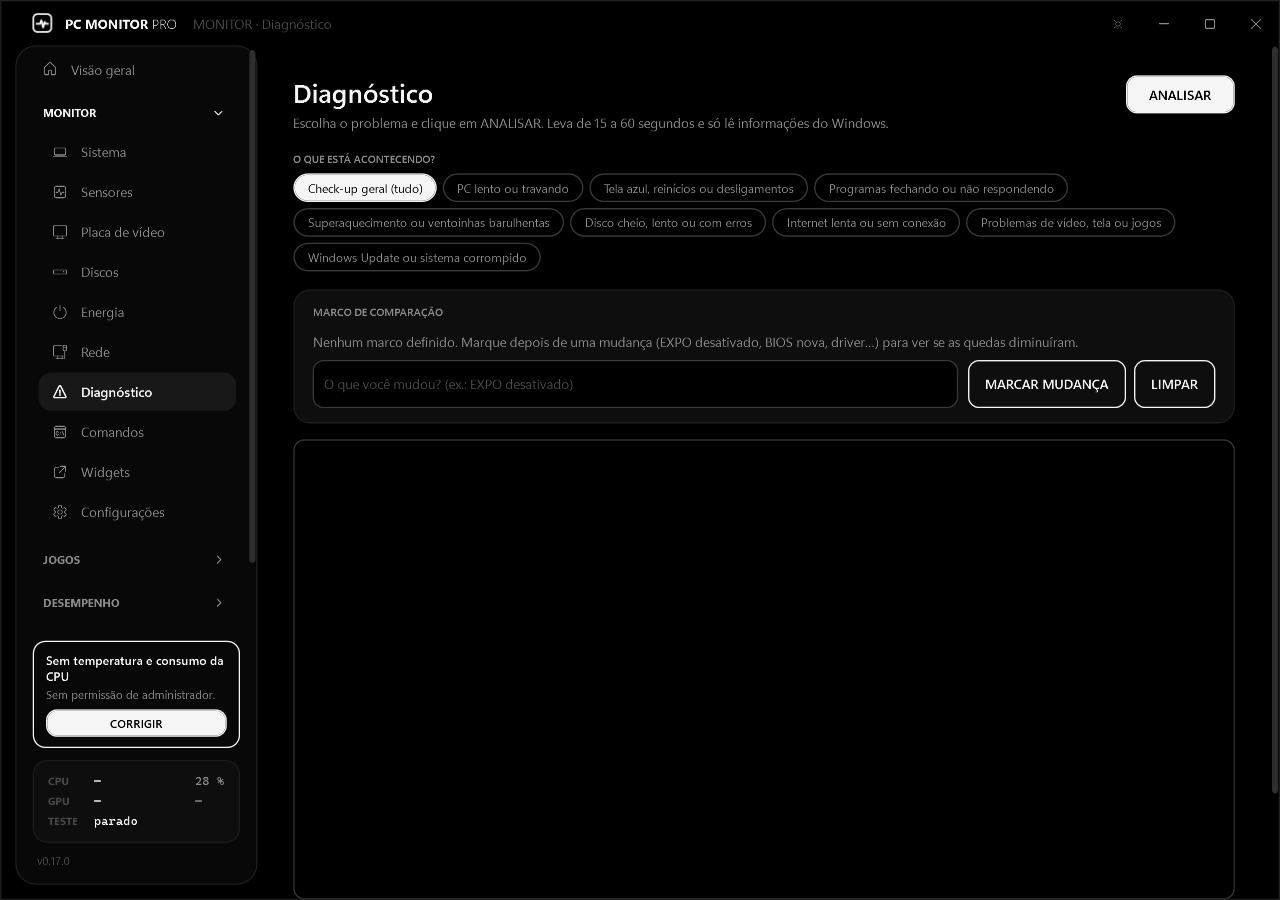 PC MONITOR PRO MONITOR · Diagnóstico
Visão geral
MONITOR
Sistema
Sensores
Placa de vídeo
Discos
Energia
Rede
Diagnóstico
Comandos
Widgets
Configurações
JOGOS
DESEMPENHO
Sem temperatura e consumo da
CPU
Sem permissão de administrador.
CORRIGIR
CPU – 28 %
GPU – –
TESTE parado
v0.17.0
Diagnóstico
ANALISAR
Escolha o problema e clique em ANALISAR. Leva de 15 a 60 segundos e só lê informações do Windows.
O QUE ESTÁ ACONTECENDO?
Check-up geral (tudo) PC lento ou travando Tela azul, reinícios ou desligamentos Programas fechando ou não respondendo
Superaquecimento ou ventoinhas barulhentas Disco cheio, lento ou com erros Internet lenta ou sem conexão Problemas de vídeo, tela ou jogos
Windows Update ou sistema corrompido
MARCO DE COMPARAÇÃO
Nenhum marco definido. Marque depois de uma mudança (EXPO desativado, BIOS nova, driver...) para ver se as quedas diminuíram.
O que você mudou? (ex.: EXPO desativado) MARCAR MUDANÇA LIMPAR